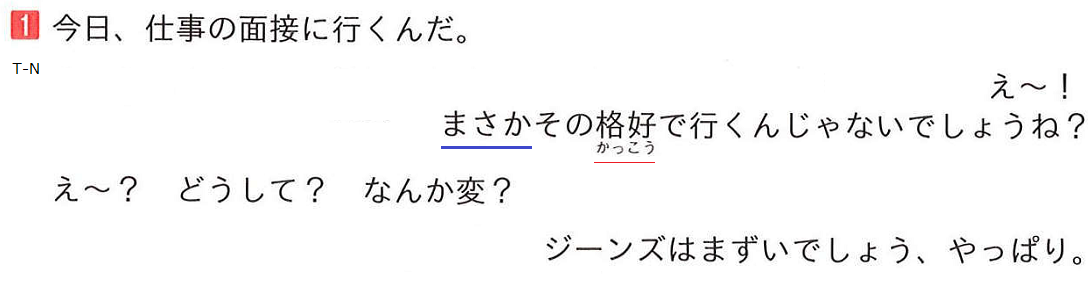 1 今日、仕事の面接に行くんだ。
T-N
え〜！
まさかその格好で行くんじゃないでしょうね？
かっこう
え〜？　どうして？　なんか変？
ジーンズはまずいでしょう、やっぱり。